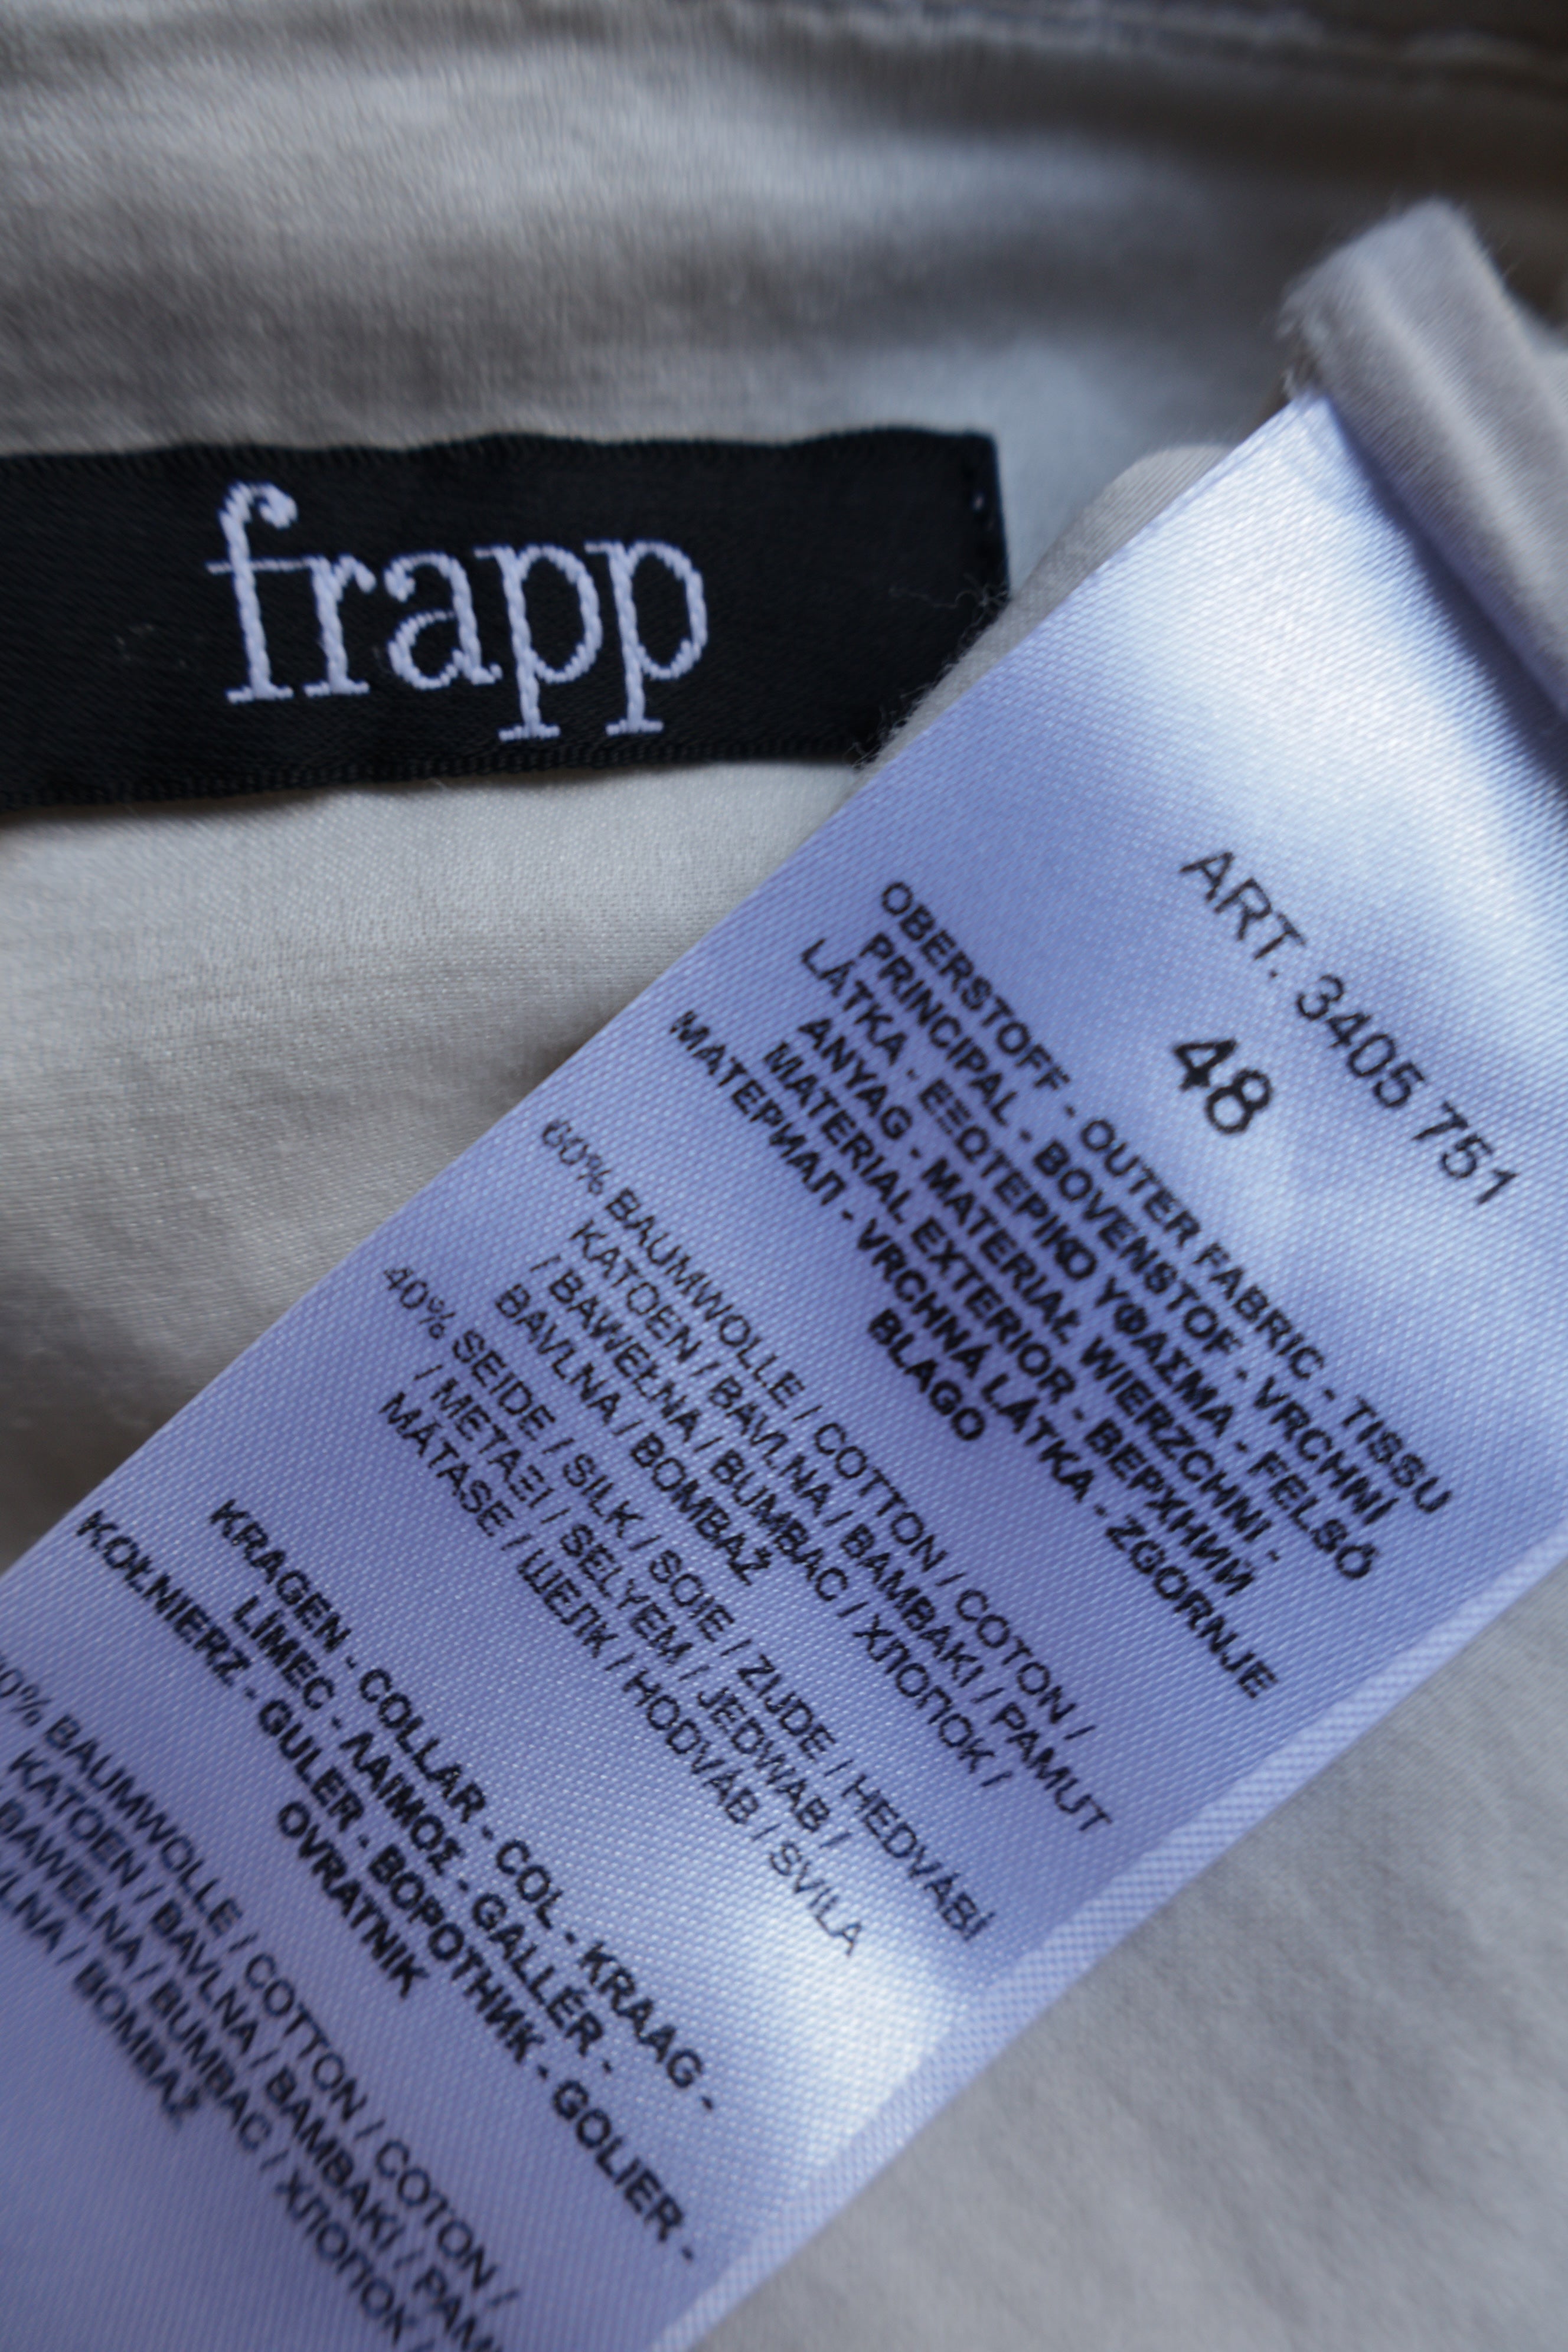 frapp
ART. 3405 751
48
OBERSTOFF - OUTER FABRIC - TISSU
PRINCIPAL - BOVENSTOF - VRCHNÍ
LÁTKA - ΕΞΩΤΕΡΙΚΟ ΥΦΑΣΜΑ - FELSŐ
ANYAG - MATERIAŁ WIERZCHNI -
MATERIAL EXTERIOR - ВЕРХНИЙ
МАТЕРИАЛ - VRCHNÁ LÁTKA - ZGORNJE
BLAGO
60% BAUMWOLLE / COTTON / COTON /
KATOEN / BAVLNA / ΒΑΜΒΑΚΙ / PAMUT
/ BAWEŁNA / BUMBAC / ХЛОПОК /
BAVLNA / BOMBAŽ
40% SEIDE / SILK / SOIE / ZIJDE / HEDVÁBÍ
/ ΜΕΤΑΞΙ / SELYEM / JEDWAB /
MĂTASE / ШЕЛК / HODVÁB / SVILA
KRAGEN - COLLAR - COL - KRAAG -
LÍMEC - ΛΑΙΜΟΣ - GALLÉR -
KOŁNIERZ - GULER - ВОРОТНИК - GOLIER -
OVRATNIK
BAUMWOLLE / COTTON / COTON /
KATOEN / BAVLNA / ΒΑΜΒΑΚΙ /
BAWEŁNA / BUMBAC / ХЛОПОК /
/ BOMBAŽ